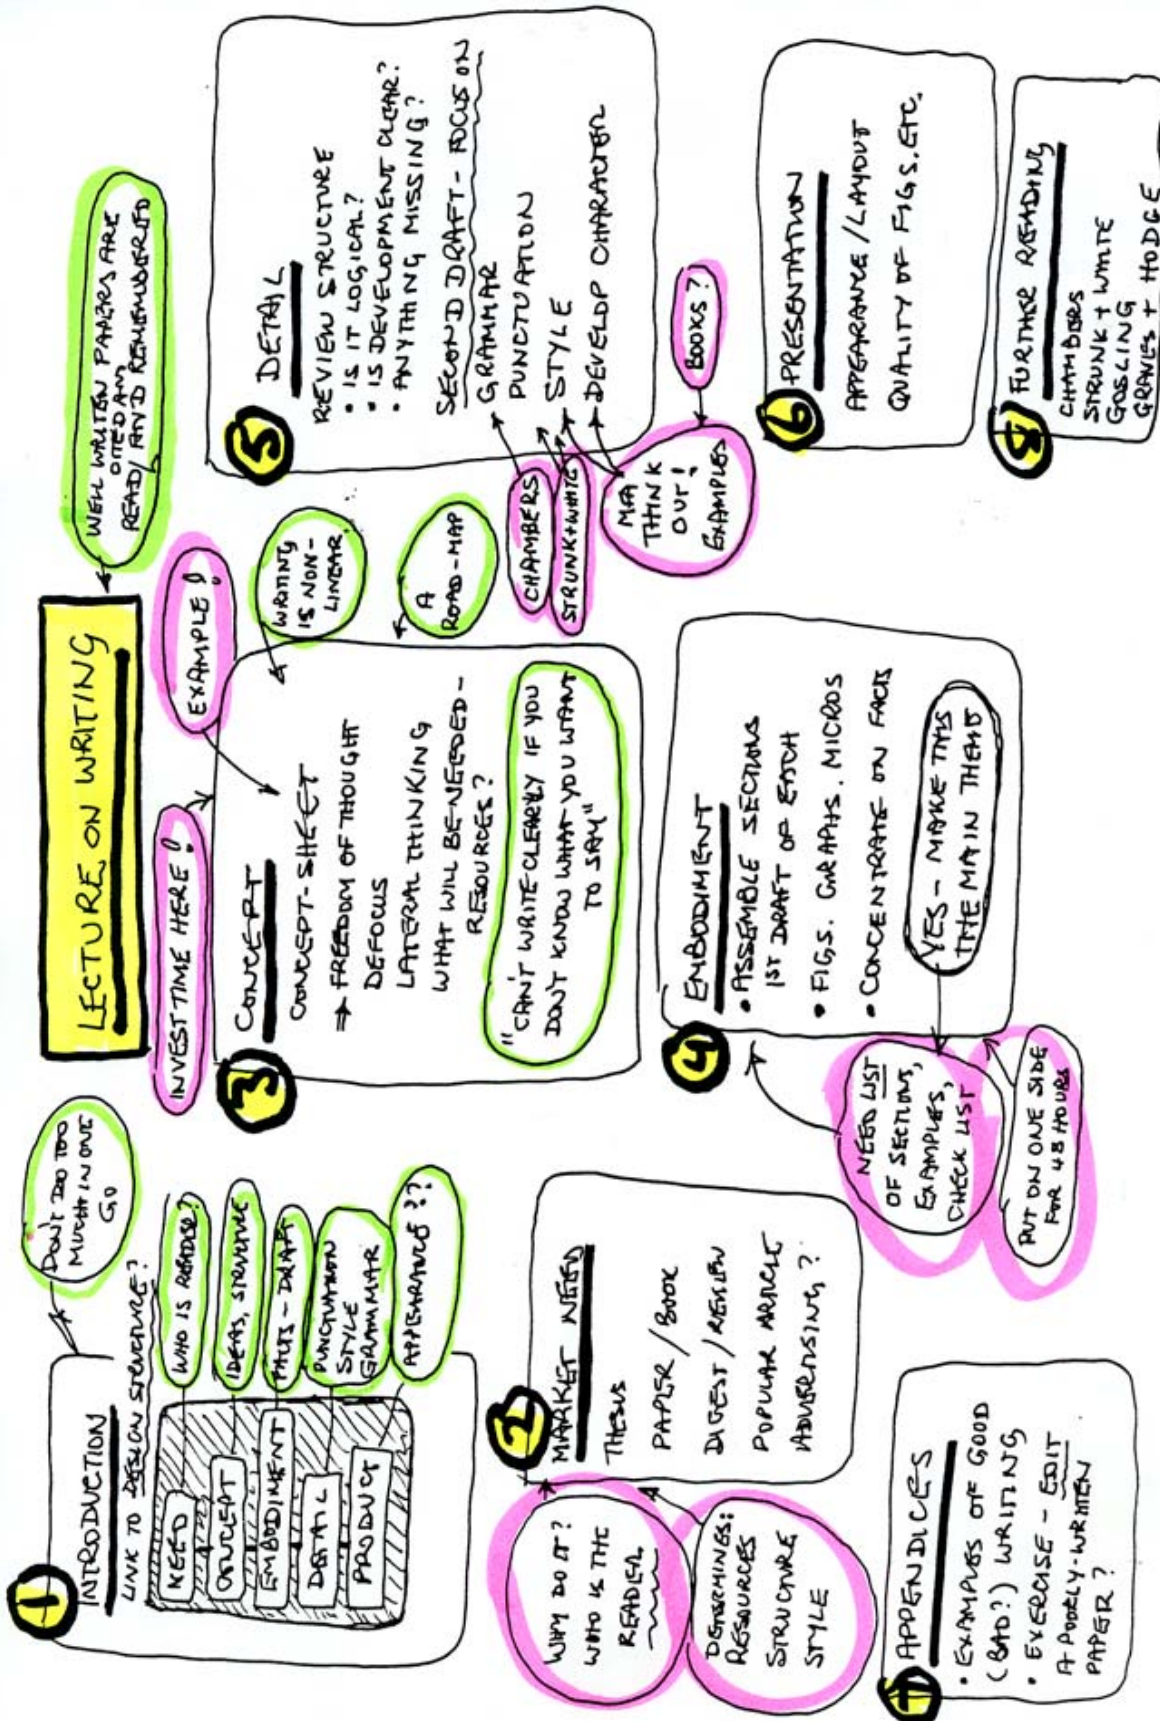 LECTURE ON WRITING
WELL WRITTEN PAPERS ARE
CITED AND
READ / AND REMEMBERED
DON'T DO TOO
MUCH IN ONE
GO
1
INTRODUCTION
LINK TO DESIGN STRUCTURE?
NEED
WHO IS READER?
CONCEPT
IDEAS, STRUCTURE
EMBODIMENT
FACTS - DRAFT
DETAIL
PUNCTUATION
STYLE
GRAMMAR
PRODUCT
APPEARANCE??
2
MARKET NEED
THESIS
PAPER / BOOK
DIGEST / REVIEW
POPULAR ARTICLE
ADVERTISING?
WHY DO IT?
WHO IS THE
READER.
DETERMINES:
RESOURCES
STRUCTURE
STYLE
INVEST TIME HERE!
EXAMPLE!
3
CONCEPT
CONCEPT-SHEET
⇒ FREEDOM OF THOUGHT
DEFOCUS
LATERAL THINKING
WHAT WILL BE NEEDED -
RESOURCES?
"CAN'T WRITE CLEARLY IF YOU
DON'T KNOW WHAT YOU WANT
TO SAY"
WRITING
IS NON-
LINEAR
A
ROAD-MAP
4
EMBODIMENT
• ASSEMBLE SECTIONS
1ST DRAFT OF EACH
• FIGS. GRAPHS. MICROS
• CONCENTRATE ON FACTS
YES - MAKE THIS
THE MAIN THEME
NEED LIST
OF SECTIONS,
EXAMPLES,
CHECK LIST
PUT ON ONE SIDE
FOR 48 HOURS
5
DETAIL
REVIEW STRUCTURE
• IS IT LOGICAL?
• IS DEVELOPMENT CLEAR?
• ANYTHING MISSING?
SECOND DRAFT - FOCUS ON
GRAMMAR
PUNCTUATION
STYLE
DEVELOP CHARACTER
CHAMBERS
STRUNK + WHITE
MFA
THINK
OUT!
EXAMPLES
BOOKS?
6
PRESENTATION
APPEARANCE / LAYOUT
QUALITY OF FIGS. ETC.
7
APPENDICES
• EXAMPLES OF GOOD
(BAD?) WRITING
• EXERCISE - EDIT
A POORLY-WRITTEN
PAPER?
8
FURTHER READING
CHAMBERS
STRUNK + WHITE
GOSLING
GRAVES + HODGE